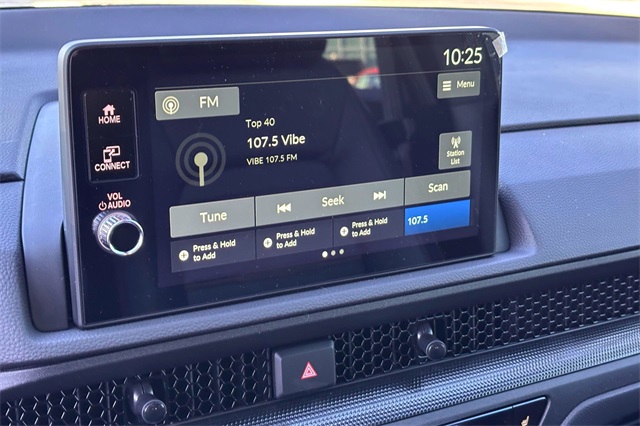 10:25
FM
Menu
HOME
CONNECT
VOL
AUDIO
Top 40
107.5 Vibe
VIBE 107.5 FM
Station
List
Tune
Seek
Scan
Press & Hold
to Add
Press & Hold
to Add
Press & Hold
to Add
107.5